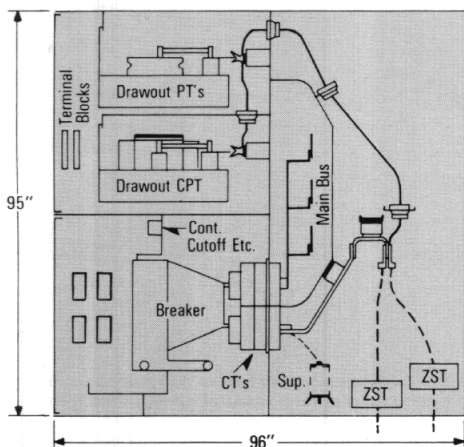 Terminal
Blocks
Drawout PT's
Drawout CPT
95"
Cont.
Cutoff Etc.
Main Bus
Breaker
CT's
Sup.
ZST
ZST
96"